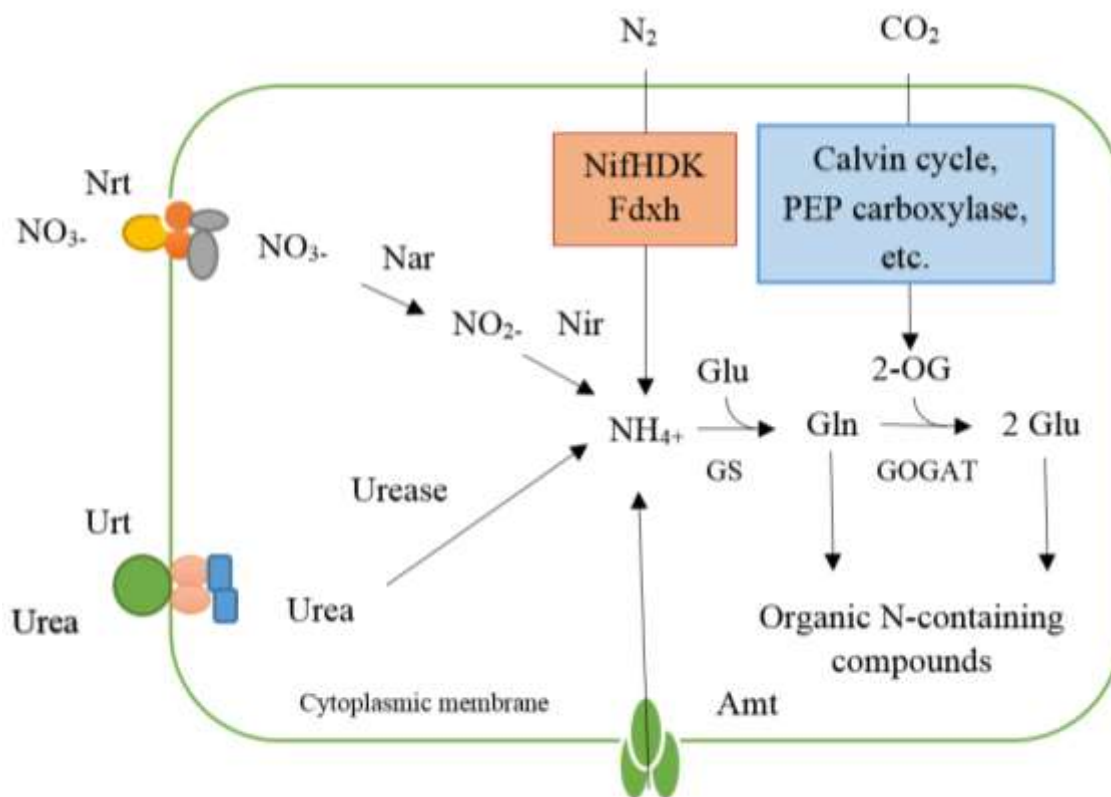 N₂
CO₂
NifHDK
Fdxh
Calvin cycle,
PEP carboxylase,
etc.
Nrt
NO₃-
NO₃-
Nar
NO₂-
Nir
Glu
2-OG
NH₄+
Gln
2 Glu
GS
GOGAT
Urease
Urt
Urea
Urea
Organic N-containing
compounds
Cytoplasmic membrane
Amt